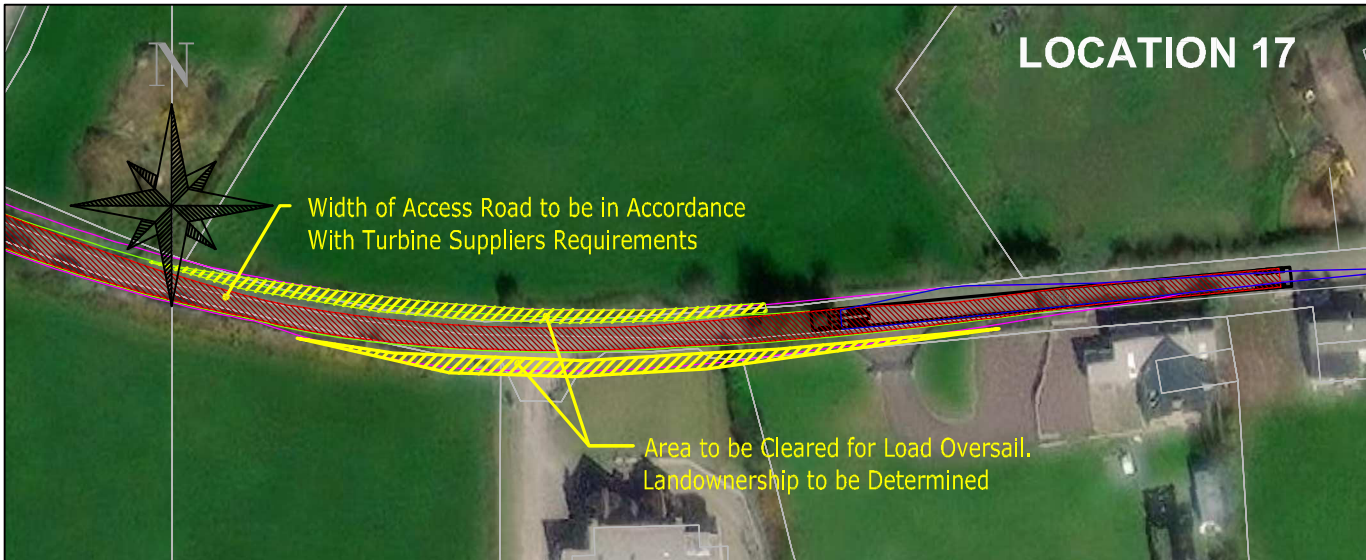 LOCATION 17
N
Width of Access Road to be in Accordance
With Turbine Suppliers Requirements
Area to be Cleared for Load Oversail.
Landownership to be Determined